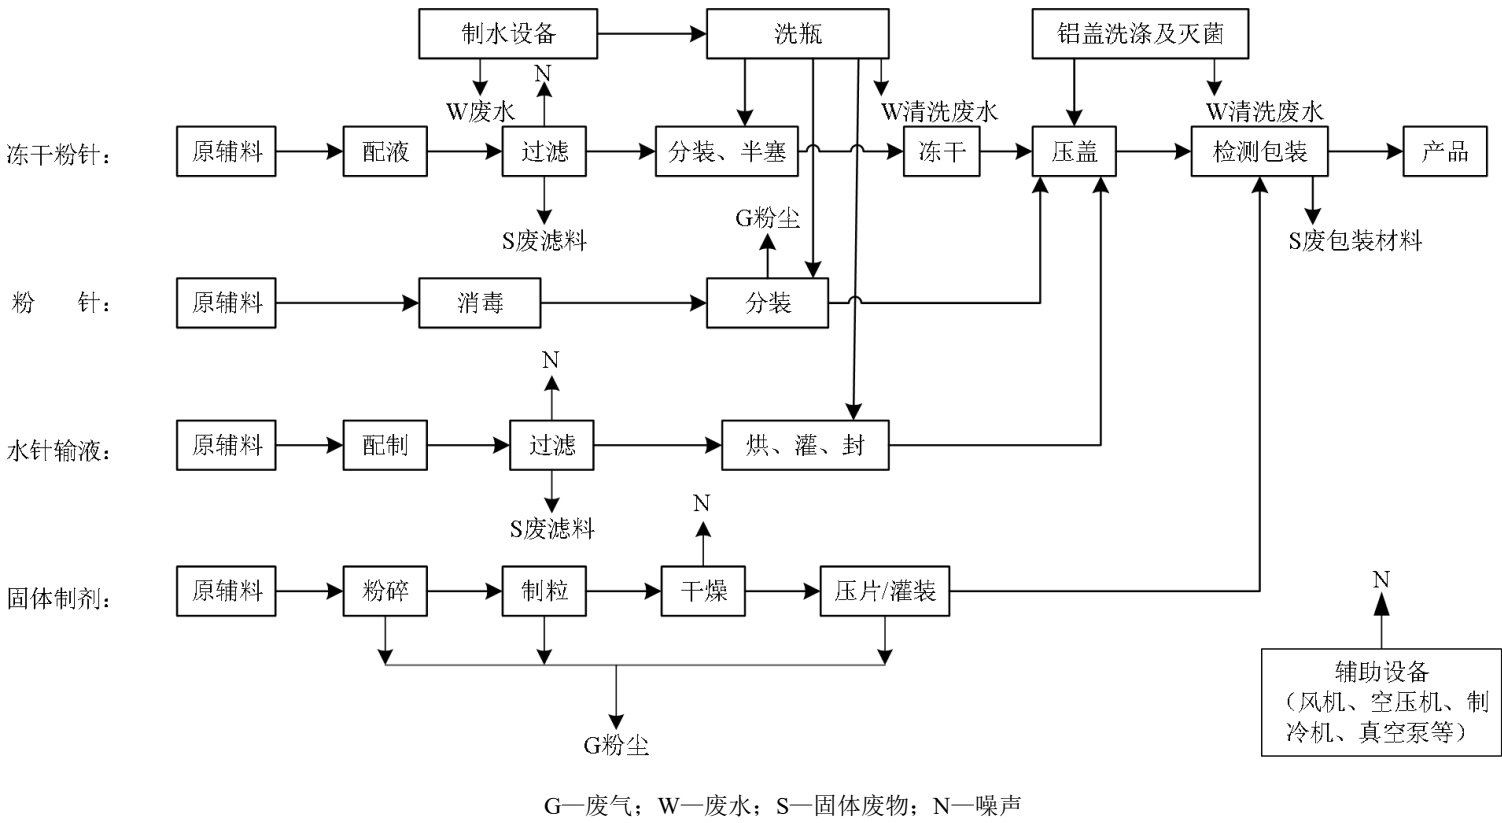 制水设备
洗瓶
铝盖洗涤及灭菌
N
W废水
W清洗废水
W清洗废水
冻干粉针：
原辅料
配液
过滤
分装、半塞
冻干
压盖
检测包装
产品
S废滤料
G粉尘
S废包装材料
粉 针：
原辅料
消毒
分装
N
水针输液：
原辅料
配制
过滤
烘、灌、封
S废滤料
N
固体制剂：
原辅料
粉碎
制粒
干燥
压片/灌装
G粉尘
N
辅助设备
（风机、空压机、制
冷机、真空泵等）
G—废气；W—废水；S—固体废物；N—噪声